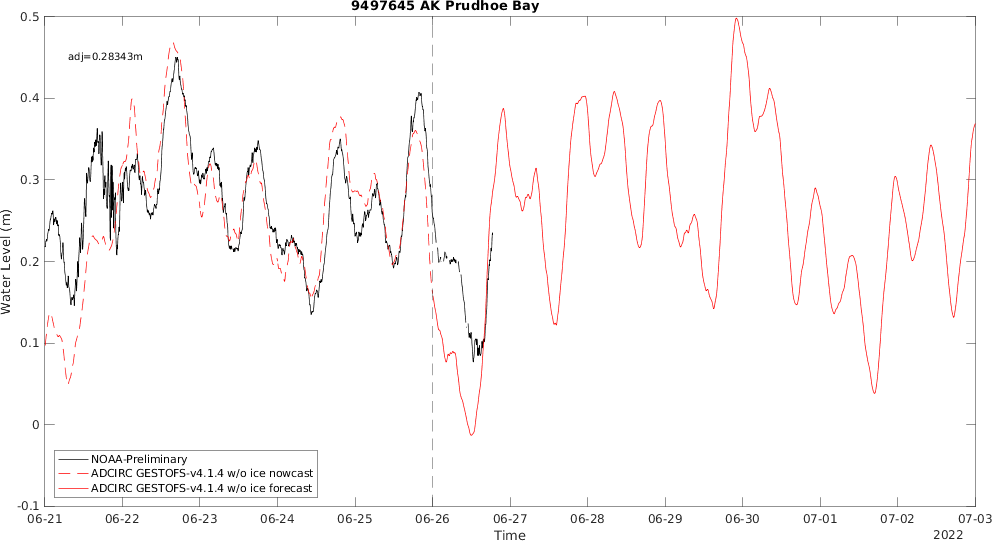 9497645 AK Prudhoe Bay
0.5
adj=0.28343m
0.4
0.3
0.2
0.1
0
-0.1
Water Level (m)
NOAA-Preliminary
ADCIRC GESTOFS-v4.1.4 w/o ice nowcast
ADCIRC GESTOFS-v4.1.4 w/o ice forecast
06-21 06-22 06-23 06-24 06-25 06-26 06-27 06-28 06-29 06-30 07-01 07-02 07-03
Time
2022